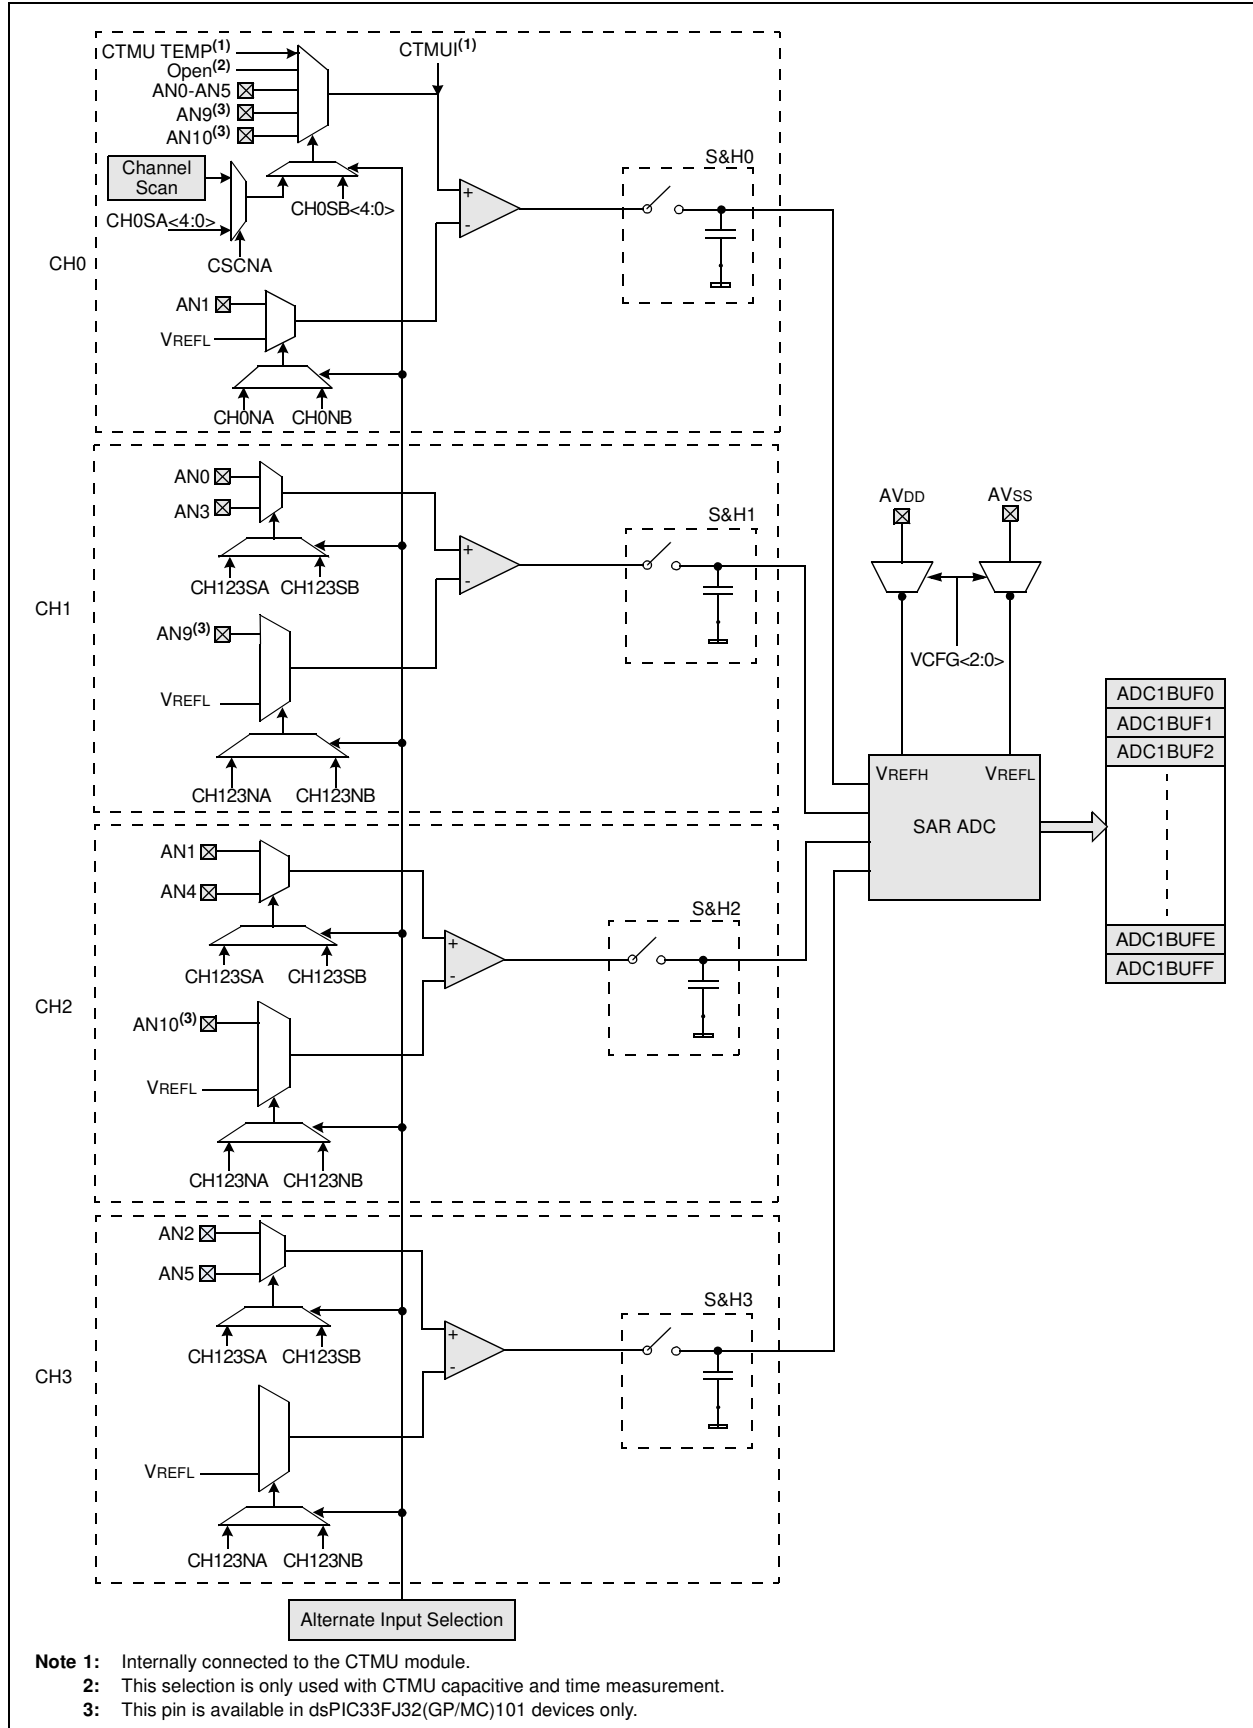 CTMU TEMP(1)
Open(2)
AN0-AN5
AN9(3)
AN10(3)
CTMUI(1)
Channel
Scan
CH0SA<4:0>
CH0SB<4:0>
CSCNA
+
-
S&H0
CH0
AN1
VREFL
CH0NA CH0NB
AN0
AN3
CH123SA CH123SB
+
-
S&H1
CH1
AN9(3)
VREFL
CH123NA CH123NB
AVDD AVSS
VCFG<2:0>
VREFH VREFL
SAR ADC
ADC1BUF0
ADC1BUF1
ADC1BUF2
ADC1BUFE
ADC1BUFF
AN1
AN4
CH123SA CH123SB
+
-
S&H2
CH2
AN10(3)
VREFL
CH123NA CH123NB
AN2
AN5
CH123SA CH123SB
+
-
S&H3
CH3
VREFL
CH123NA CH123NB
Alternate Input Selection
Note 1: Internally connected to the CTMU module.
2: This selection is only used with CTMU capacitive and time measurement.
3: This pin is available in dsPIC33FJ32(GP/MC)101 devices only.